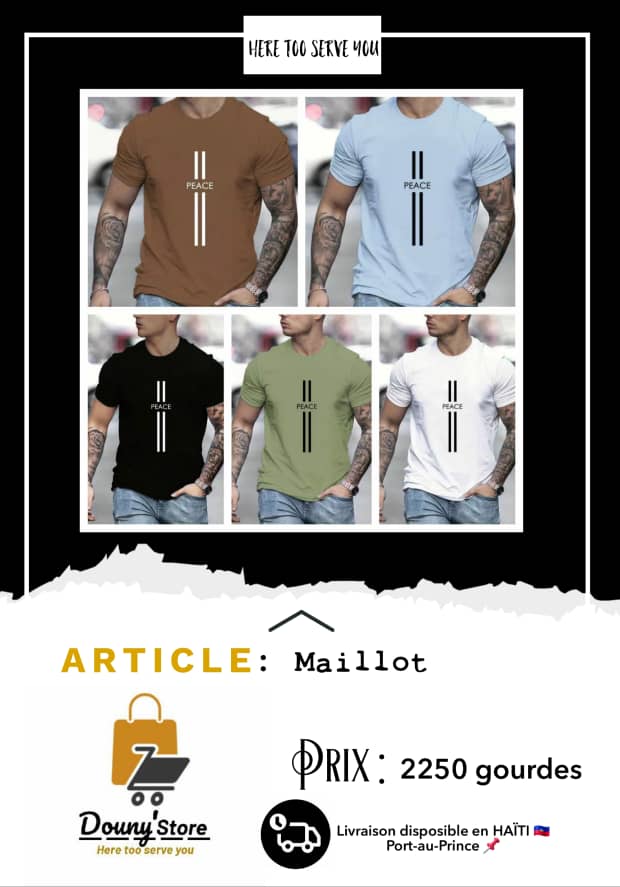 HERE TOO SERVE YOU
PEACE
PEACE
PEACE
PEACE
PEACE
ARTICLE: Maillot
PRIX: 2250 gourdes
Douny'Store
Here too serve you
Livraison disposible en HAÏTI 🇭🇹
Port-au-Prince 📌